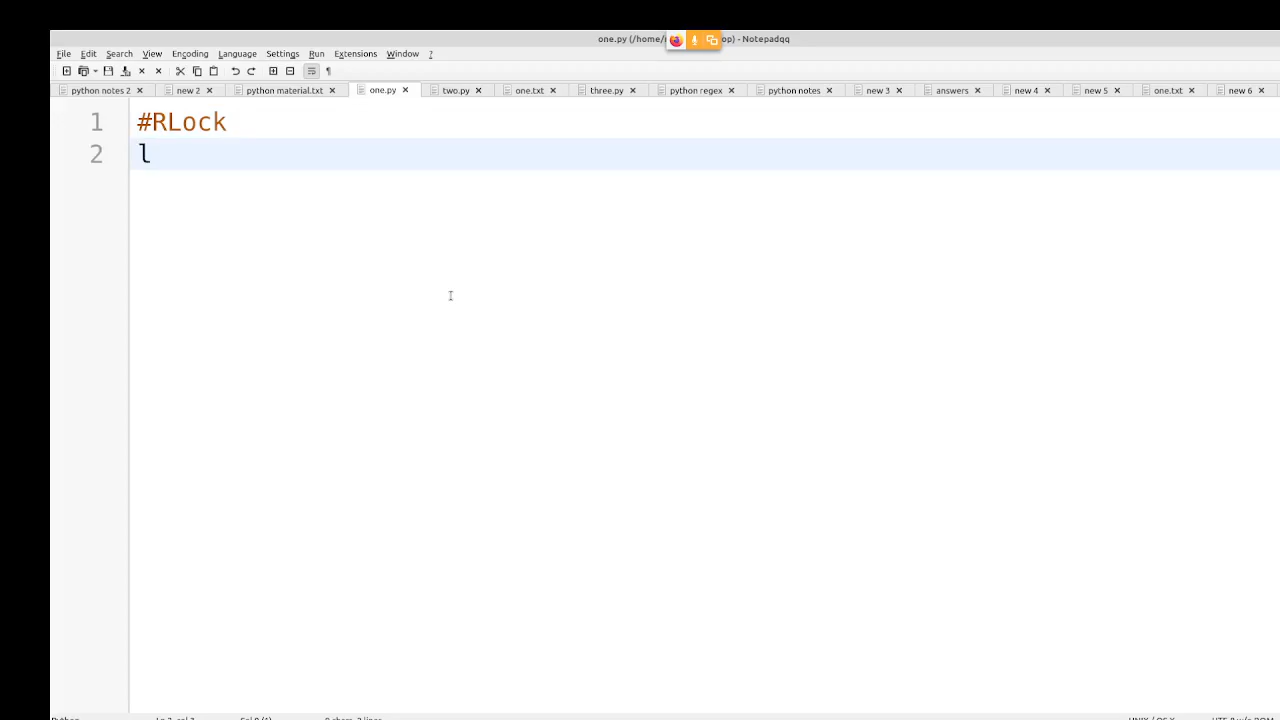 one.py (/home/ op) - Notepadqq
File Edit Search View Encoding Language Settings Run Extensions Window ?
python notes 2 new 2 python material.txt one.py two.py one.txt three.py python regex python notes new 3 answers new 4 new 5 one.txt new 6
1 #RLock
2 l